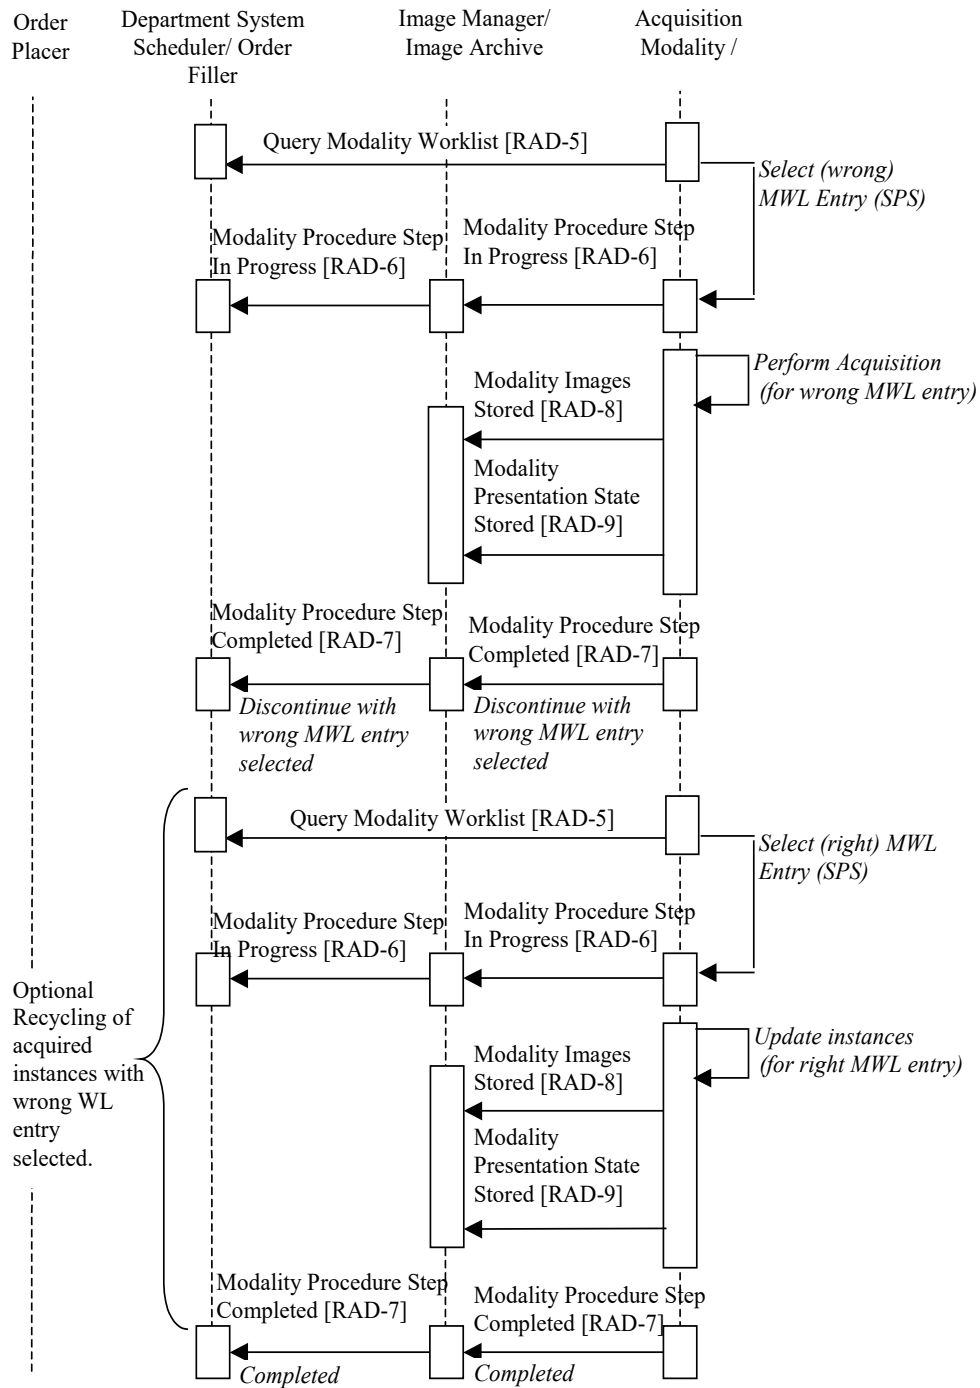 Order
Placer
Department System
Scheduler/ Order
Filler
Image Manager/
Image Archive
Acquisition
Modality /
Query Modality Worklist [RAD-5]
Select (wrong)
MWL Entry (SPS)
Modality Procedure Step
In Progress [RAD-6]
Modality Procedure Step
In Progress [RAD-6]
Perform Acquisition
(for wrong MWL entry)
Modality Images
Stored [RAD-8]
Modality
Presentation State
Stored [RAD-9]
Modality Procedure Step
Completed [RAD-7]
Modality Procedure Step
Completed [RAD-7]
Discontinue with
wrong MWL entry
selected
Discontinue with
wrong MWL entry
selected
Query Modality Worklist [RAD-5]
Select (right) MWL
Entry (SPS)
Modality Procedure Step
In Progress [RAD-6]
Modality Procedure Step
In Progress [RAD-6]
Optional
Recycling of
acquired
instances with
wrong WL
entry
selected.
Update instances
(for right MWL entry)
Modality Images
Stored [RAD-8]
Modality
Presentation State
Stored [RAD-9]
Modality Procedure Step
Completed [RAD-7]
Modality Procedure Step
Completed [RAD-7]
Completed
Completed